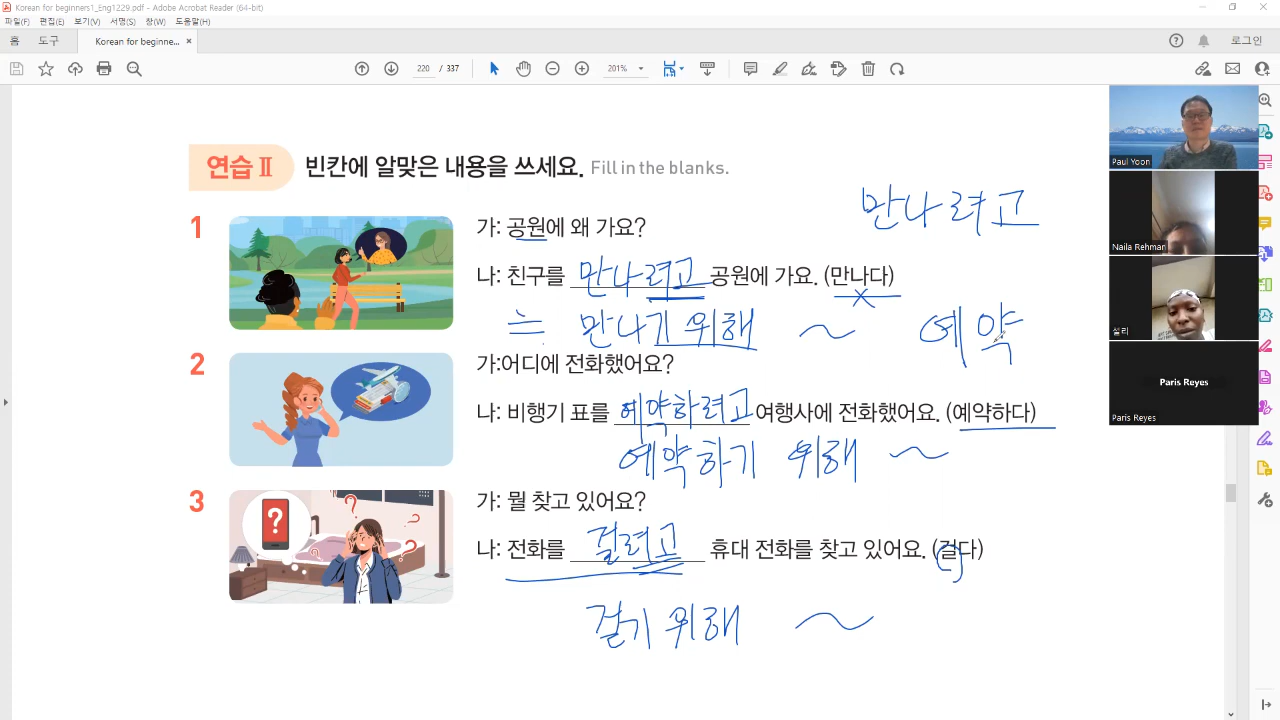 Korean for beginners1_Eng1229.pdf - Adobe Acrobat Reader (64-bit)
파일(F) 편집(E) 보기(V) 서명(S) 창(W) 도움말(H)
홈 도구 Korean for beginne... × 로그인
220 / 337 201%
연습 II 빈칸에 알맞은 내용을 쓰세요. Fill in the blanks.
만나려고
1 가: 공원에 왜 가요?
나: 친구를 만나려고 공원에 가요. (만나다)
≒ 만나기 위해 ~ 예약
2 가:어디에 전화했어요?
나: 비행기 표를 예약하려고 여행사에 전화했어요. (예약하다)
예약하기 위해 ~
3 가: 뭘 찾고 있어요?
나: 전화를 걸려고 휴대 전화를 찾고 있어요. (걸다)
걸기 위해 ~
Paul Yoon
Naila Rehman
설리
Paris Reyes
Paris Reyes